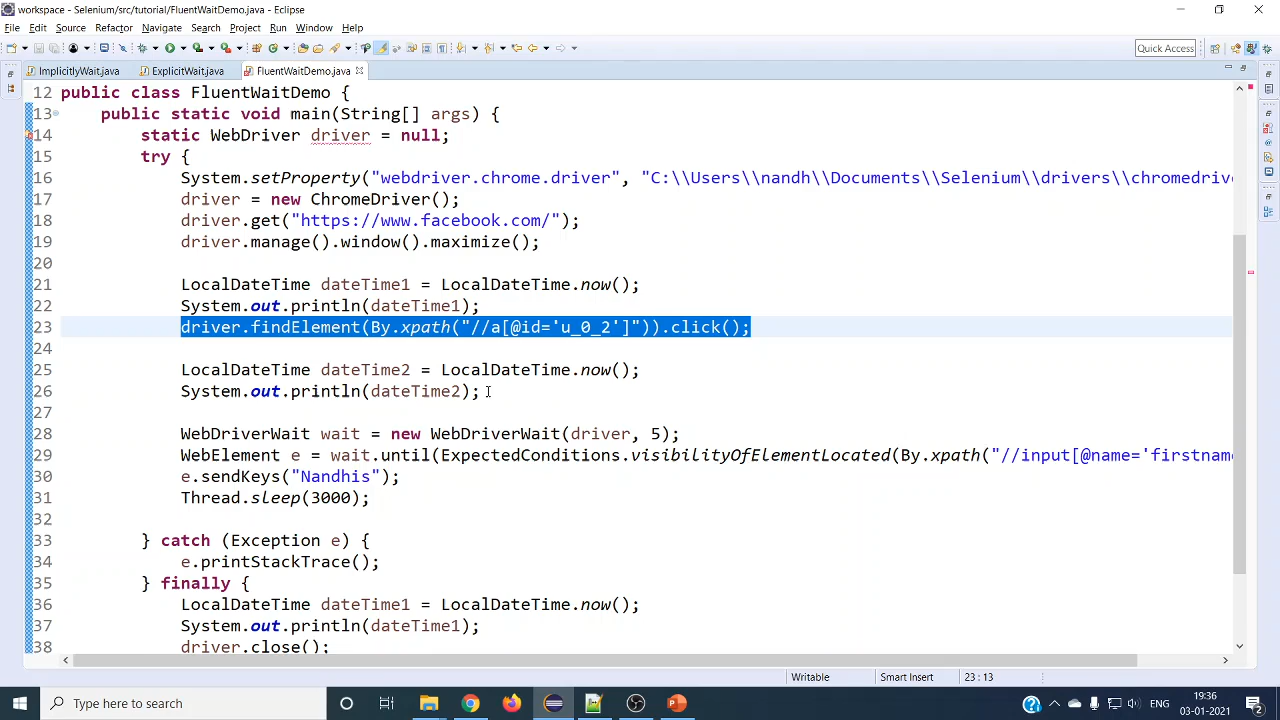 workspace - Selenium/src/tutorial/FluentWaitDemo.java - Eclipse
File Edit Source Refactor Navigate Search Project Run Window Help
Quick Access
ImplicitlyWait.java ExplicitWait.java FluentWaitDemo.java
12 public class FluentWaitDemo {
13 public static void main(String[] args) {
14 static WebDriver driver = null;
15 try {
16 System.setProperty("webdriver.chrome.driver", "C:\\Users\\nandh\\Documents\\Selenium\\drivers\\chromedrive
17 driver = new ChromeDriver();
18 driver.get("https://www.facebook.com/");
19 driver.manage().window().maximize();
20
21 LocalDateTime dateTime1 = LocalDateTime.now();
22 System.out.println(dateTime1);
23 driver.findElement(By.xpath("//a[@id='u_0_2']")).click();
24
25 LocalDateTime dateTime2 = LocalDateTime.now();
26 System.out.println(dateTime2);
27
28 WebDriverWait wait = new WebDriverWait(driver, 5);
29 WebElement e = wait.until(ExpectedConditions.visibilityOfElementLocated(By.xpath("//input[@name='firstname
30 e.sendKeys("Nandhis");
31 Thread.sleep(3000);
32
33 } catch (Exception e) {
34 e.printStackTrace();
35 } finally {
36 LocalDateTime dateTime1 = LocalDateTime.now();
37 System.out.println(dateTime1);
38 driver.close();
Writable Smart Insert 23 : 13
Type here to search
ENG
19:36
03-01-2021
2